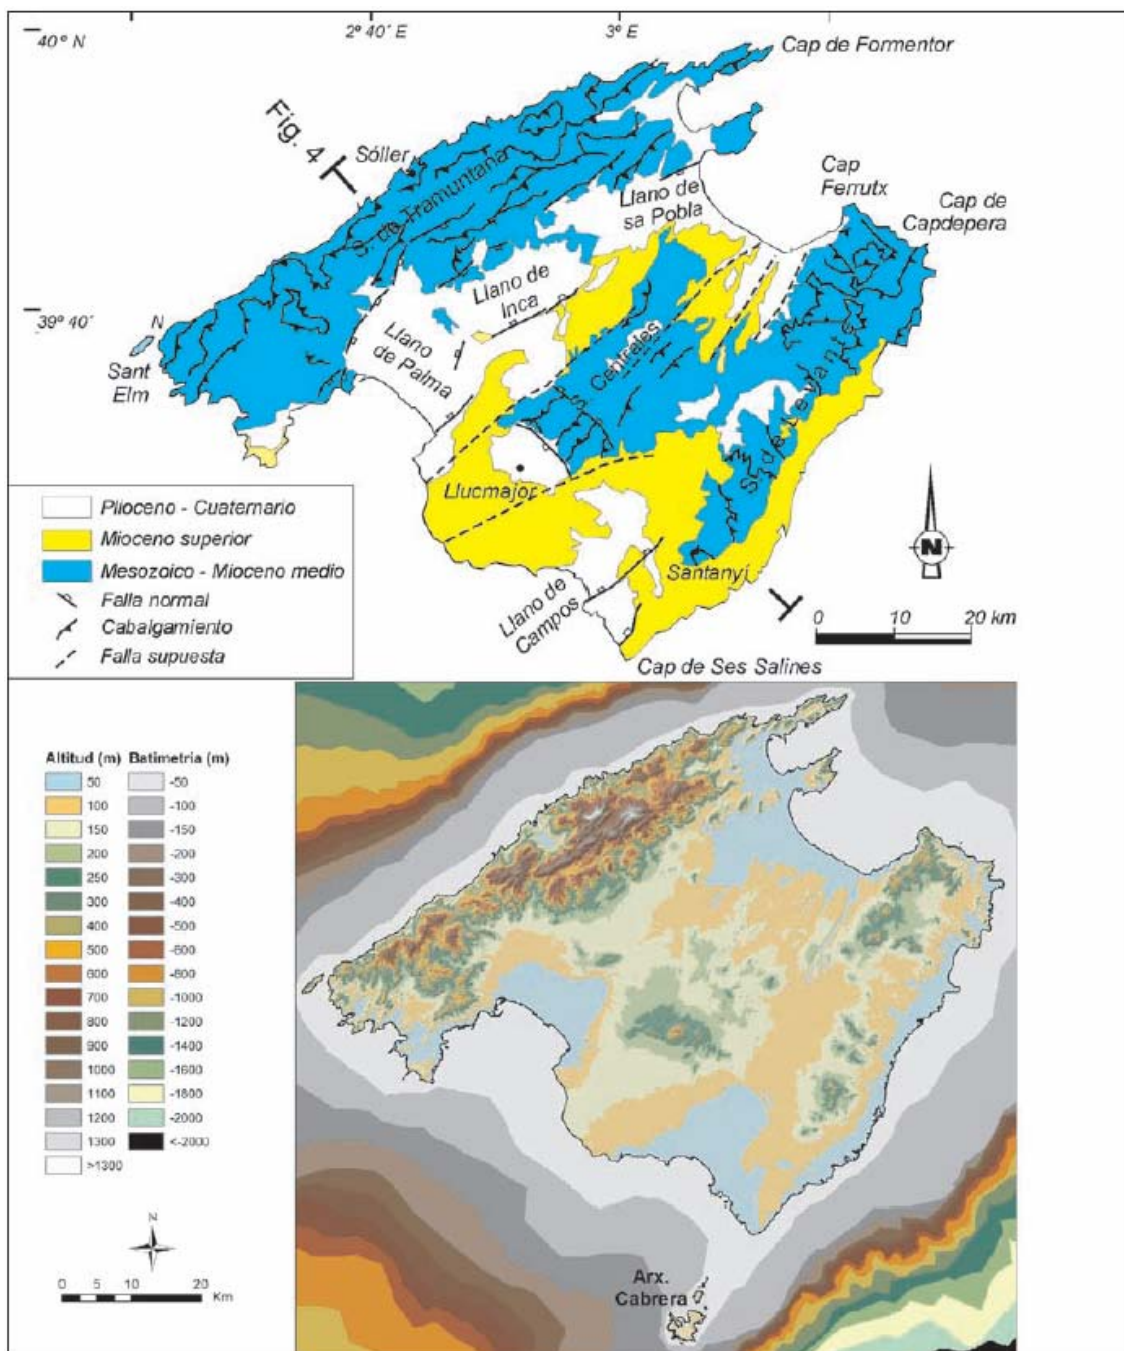 40° N
2° 40' E
3° E
Cap de Formentor
Fig. 4
Sóller
S. de Tramuntana
Cap
Ferrutx
Cap de
Capdepera
Llano de
sa Pobla
Llano de
Inca
39° 40'
N
Sant
Elm
Llano
de Palma
S. Centrales
S. de Levante
Llucmajor
Santanyí
Llano de
Campos
Cap de Ses Salines
Plioceno - Cuaternario
Mioceno superior
Mesozoico - Mioceno medio
Falla normal
Cabalgamiento
Falla supuesta
N
0 10 20 km
Altitud (m) Batimetria (m)
50 -50
100 -100
150 -150
200 -200
250 -300
300 -400
400 -500
500 -600
600 -800
700 -1000
800 -1200
900 -1400
1000 -1600
1100 -1800
1200 -2000
1300 <-2000
>1300
N
0 5 10 20
Km
Arx.
Cabrera